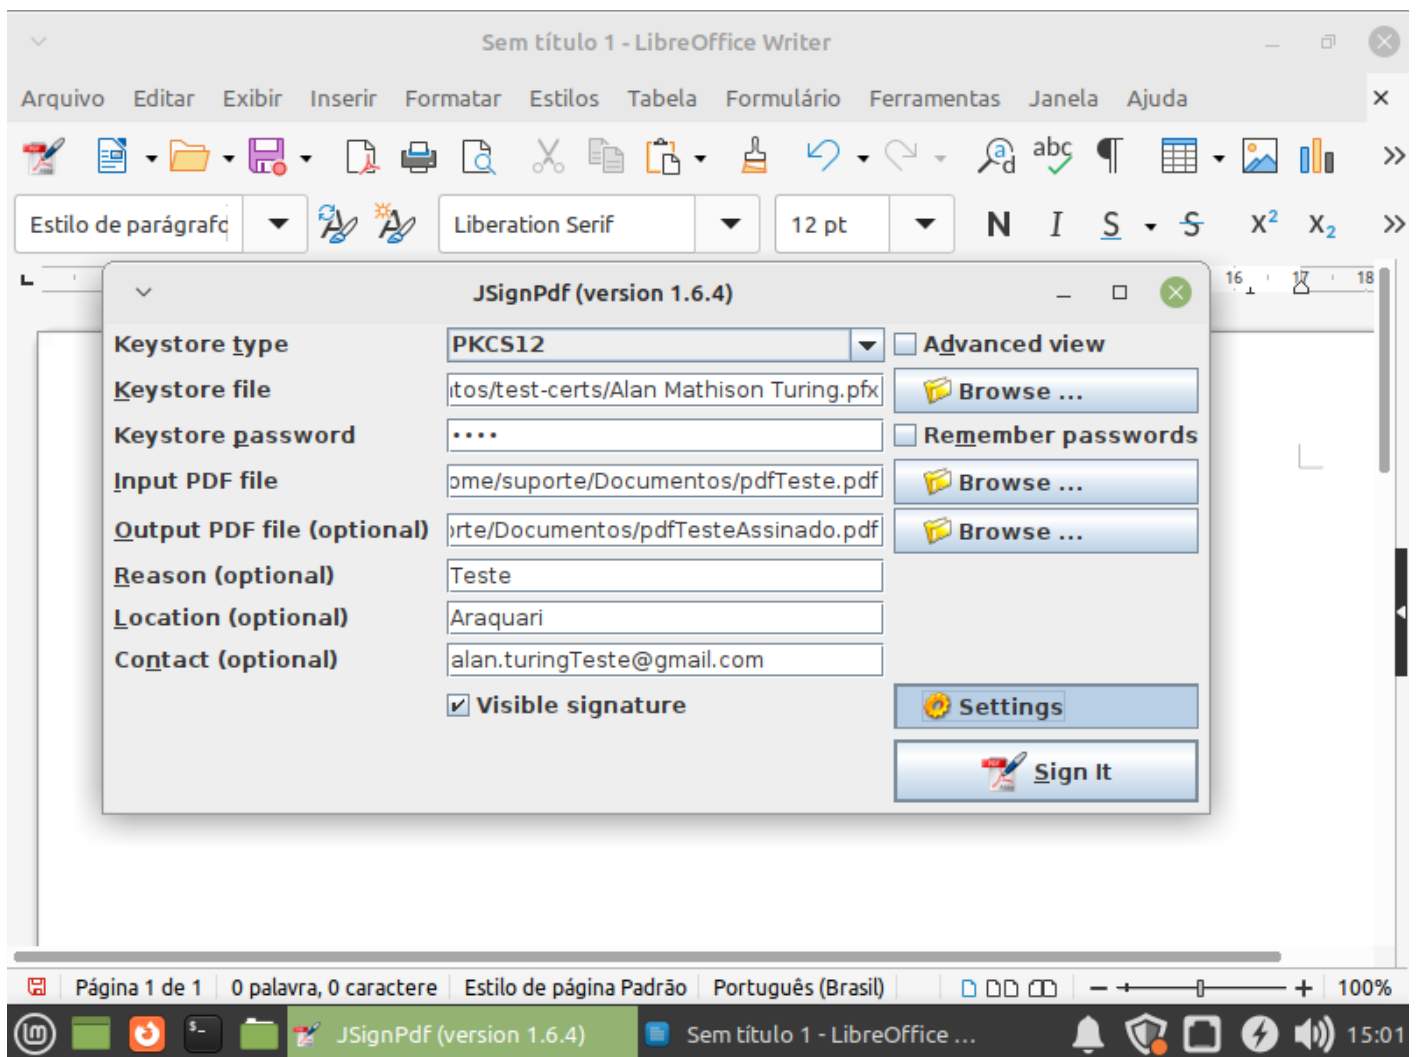 Sem título 1 - LibreOffice Writer
Arquivo Editar Exibir Inserir Formatar Estilos Tabela Formulário Ferramentas Janela Ajuda
Estilo de parágrafo Liberation Serif 12 pt N I S S X² X₂
16 17 18
JSignPdf (version 1.6.4)
Keystore type PKCS12 Advanced view
Keystore file itos/test-certs/Alan Mathison Turing.pfx Browse ...
Keystore password •••• Remember passwords
Input PDF file ome/suporte/Documentos/pdfTeste.pdf Browse ...
Output PDF file (optional) orte/Documentos/pdfTesteAssinado.pdf Browse ...
Reason (optional) Teste
Location (optional) Araquari
Contact (optional) alan.turingTeste@gmail.com
Visible signature Settings
Sign It
Página 1 de 1 0 palavra, 0 caractere Estilo de página Padrão Português (Brasil) 100%
JSignPdf (version 1.6.4) Sem título 1 - LibreOffice ... 15:01